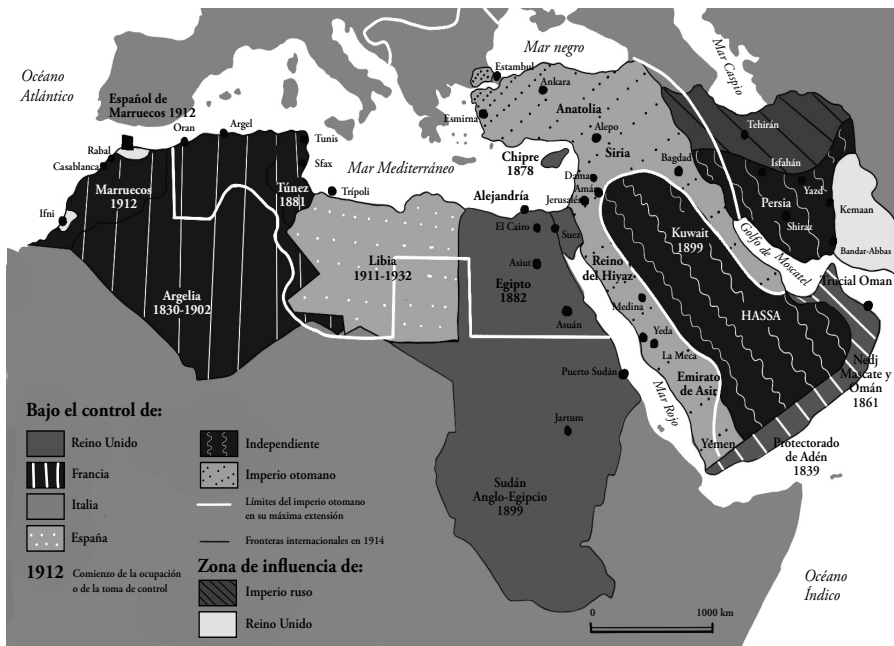 Mar negro
Mar Caspio
Océano
Atlántico
Estambul
Ankara
Español de
Marruecos 1912
Anatolia
Tehirán
Esmirna
Oran
Argel
Tunis
Alepo
Rabal
Casablanca
Sfax
Mar Mediterráneo
Chipre
1878
Siria
Bagdad
Isfahán
Marruecos
1912
Túnez
1881
Trípoli
Alejandría
Damas
Amán
Jerusalén
Yazd
Persia
Kemaan
Ifni
El Cairo
Suez
Kuwait
1899
Shiraz
Golfo de Moscatel
Bandar-Abbas
Libia
1911-1932
Asiut
Reino
del Hiyaz
Trucial Oman
Argelia
1830-1902
Egipto
1882
Medina
HASSA
Asuán
Yeda
La Meca
Nedj
Mascate y
Omán
1861
Puerto Sudán
Mar Rojo
Emirato
de Asir
Bajo el control de:
Reino Unido
Francia
Italia
España
1912 Comienzo de la ocupación
o de la toma de control
Independiente
Imperio otomano
Límites del imperio otomano
en su máxima extensión
Fronteras internacionales en 1914
Zona de influencia de:
Imperio ruso
Reino Unido
Jartum
Yémen
Protectorado
de Adén
1839
Sudán
Anglo-Egipcio
1899
Océano
Índico
0 1000 km